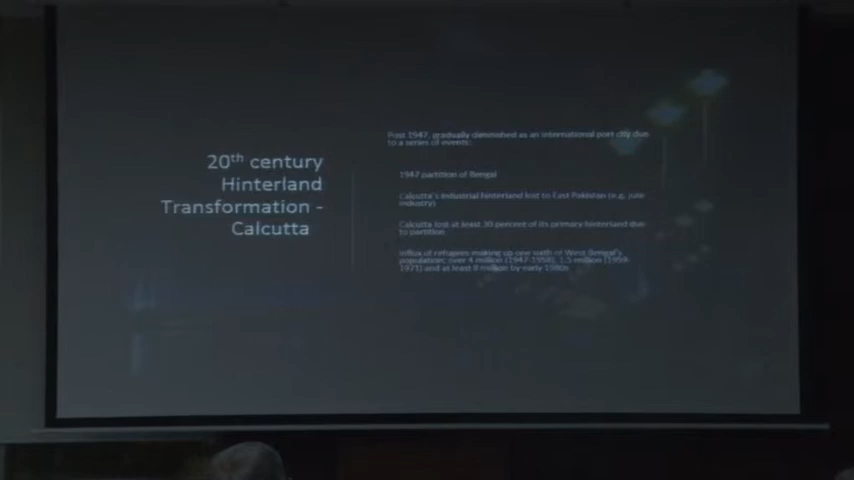 20th century
Hinterland
Transformation -
Calcutta
Post 1947, gradually diminished as an international port city due
to a series of events:
1947 partition of Bengal
Calcutta's industrial hinterland lost to East Pakistan (e.g. jute
industry)
Calcutta lost at least 30 percent of its primary hinterland due
to partition
Influx of refugees making up one sixth of West Bengal's
population; over 4 million (1947-1958), 1.5 million (1959-
1971) and at least 8 million by early 1980s